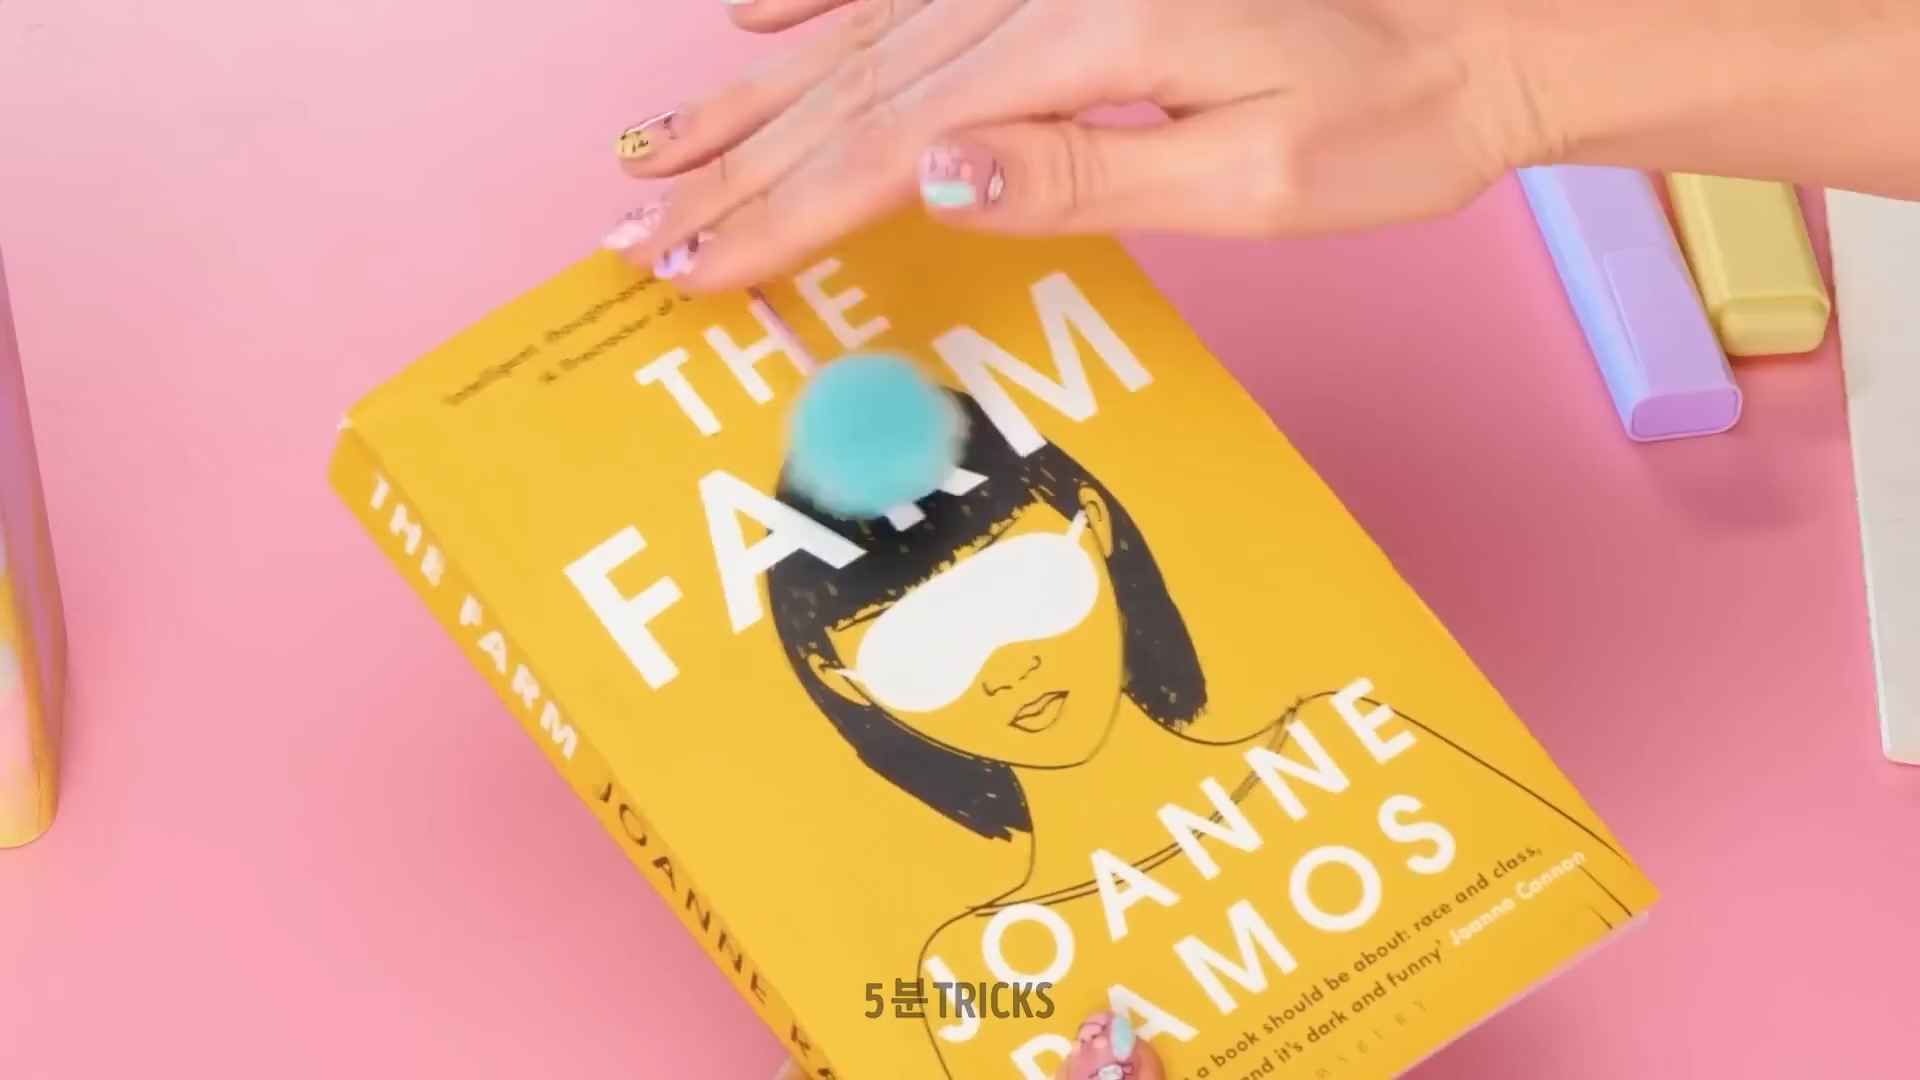 THE
FARM
JOANNE
RAMOS
a book should be about: race and class,
and it's dark and funny' Joanna Cannon
THE FARM JOANNE
5분TRICKS